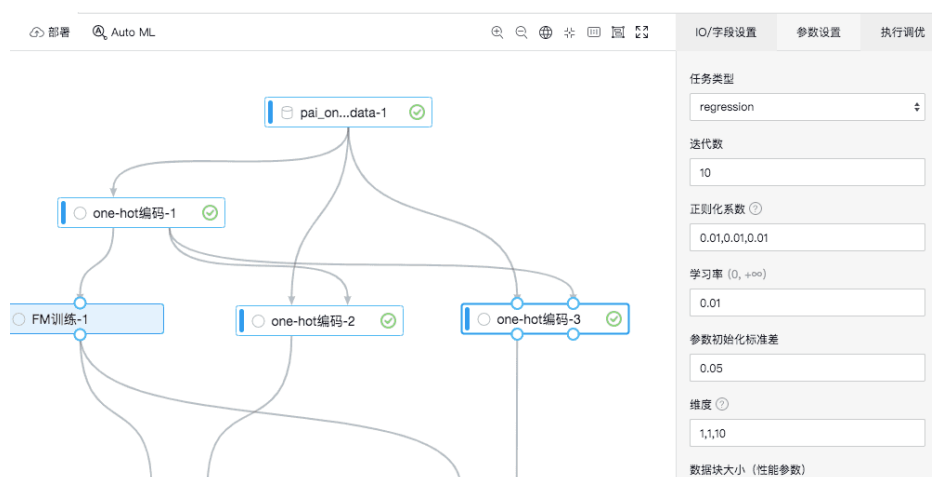 部署 Auto ML
IO/字段设置 参数设置 执行调优
pai_on...data-1
one-hot编码-1
FM训练-1
one-hot编码-2
one-hot编码-3
任务类型
regression
迭代数
10
正则化系数 ?
0.01,0.01,0.01
学习率 (0, +∞)
0.01
参数初始化标准差
0.05
维度 ?
1,1,10
数据块大小（性能参数）